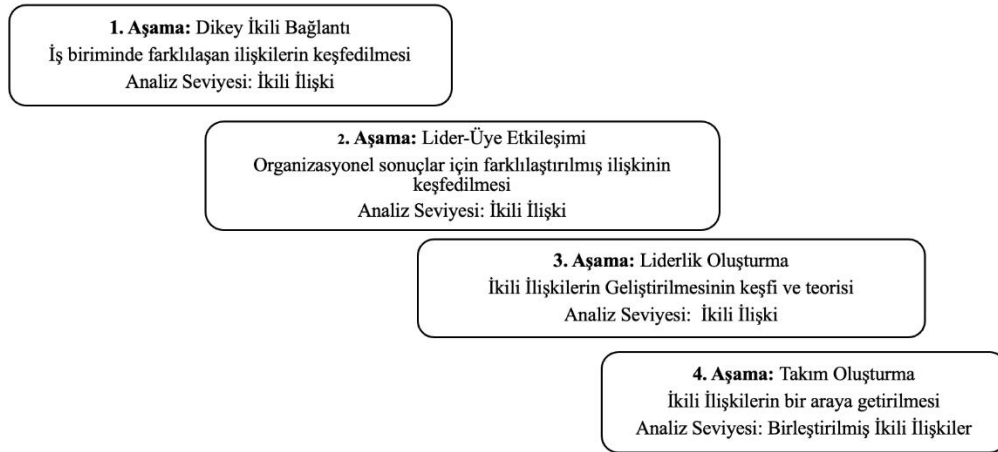 1. Aşama: Dikey İkili Bağlantı
İş biriminde farklılaşan ilişkilerin keşfedilmesi
Analiz Seviyesi: İkili İlişki
2. Aşama: Lider-Üye Etkileşimi
Organizasyonel sonuçlar için farklılaştırılmış ilişkinin
keşfedilmesi
Analiz Seviyesi: İkili İlişki
3. Aşama: Liderlik Oluşturma
İkili İlişkilerin Geliştirilmesinin keşfi ve teorisi
Analiz Seviyesi: İkili İlişki
4. Aşama: Takım Oluşturma
İkili İlişkilerin bir araya getirilmesi
Analiz Seviyesi: Birleştirilmiş İkili İlişkiler